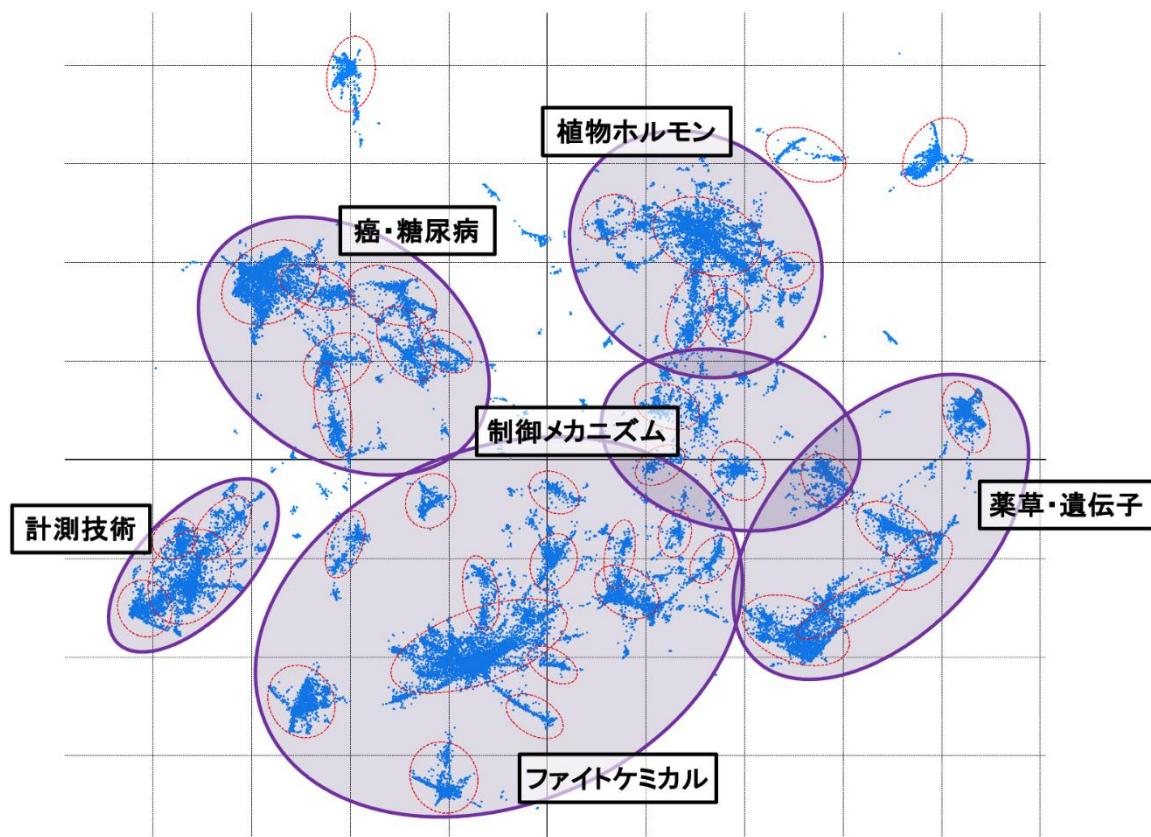 植物ホルモン
癌・糖尿病
制御メカニズム
計測技術
薬草・遺伝子
ファイトケミカル